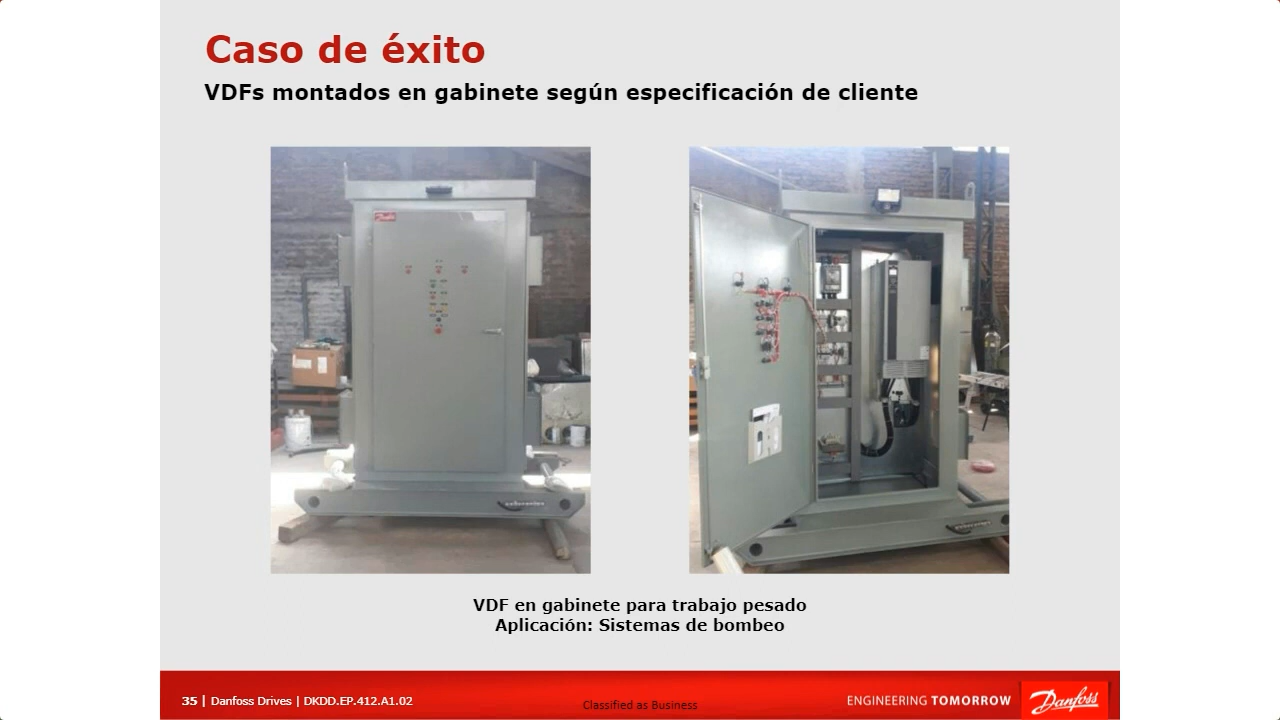 Caso de éxito
VDFs montados en gabinete según especificación de cliente
Danfoss
VDF en gabinete para trabajo pesado
Aplicación: Sistemas de bombeo
35 | Danfoss Drives | DKDD.EP.412.A1.02
Classified as Business
ENGINEERING TOMORROW
Danfoss